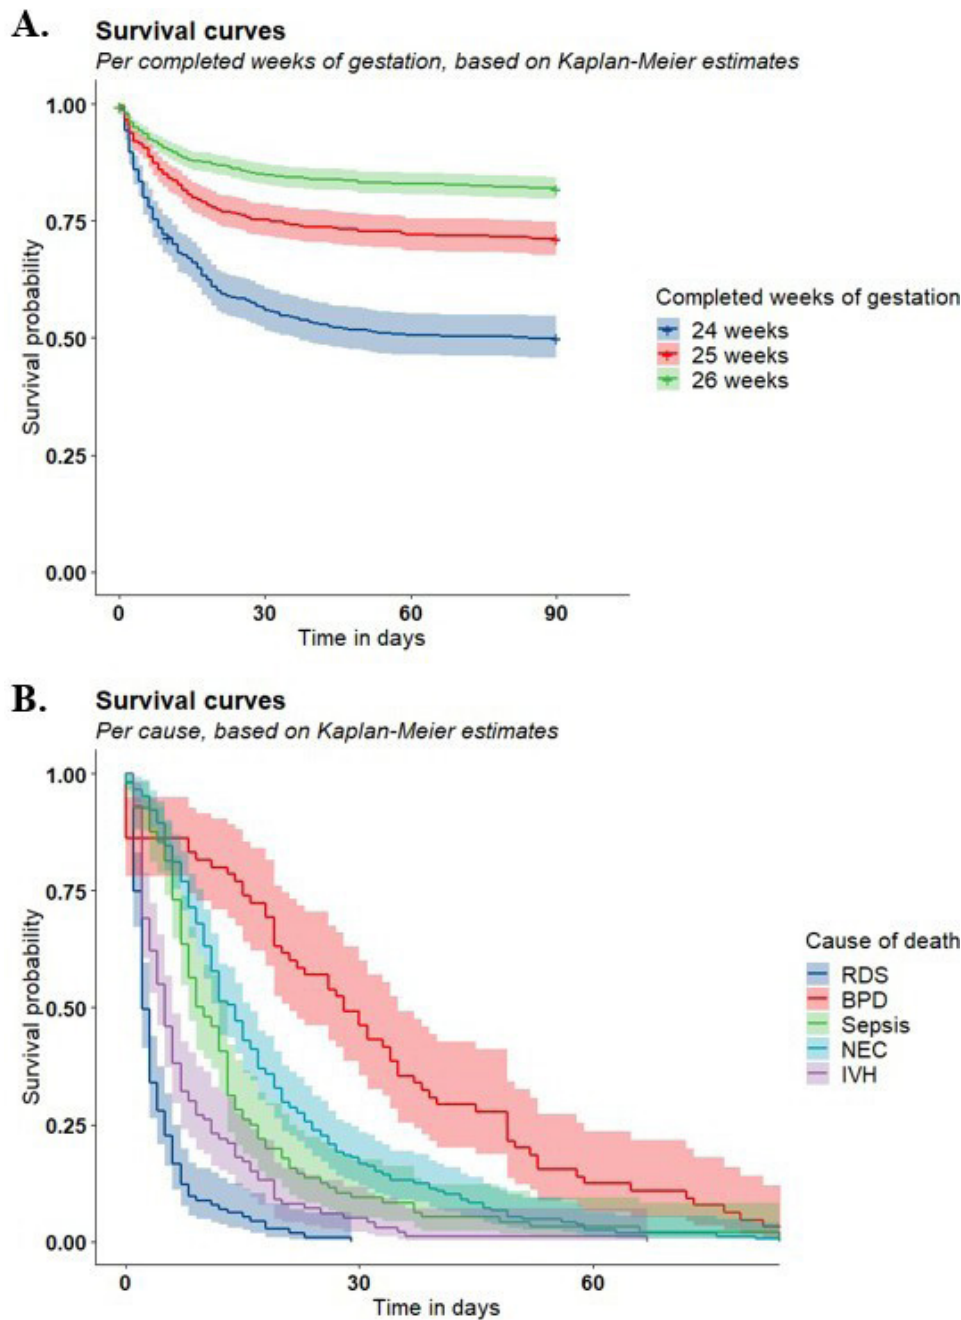 A.
Survival curves
Per completed weeks of gestation, based on Kaplan-Meier estimates
1.00
0.75
0.50
0.25
0.00
Survival probability
0 30 60 90
Time in days
Completed weeks of gestation
24 weeks
25 weeks
26 weeks
B.
Survival curves
Per cause, based on Kaplan-Meier estimates
1.00
0.75
0.50
0.25
0.00
Survival probability
0 30 60
Time in days
Cause of death
RDS
BPD
Sepsis
NEC
IVH